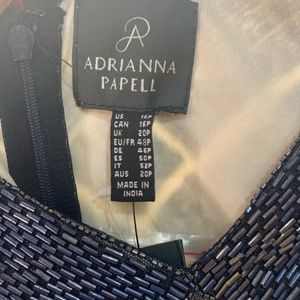 ADRIANNA
PAPELL
US 16P
CAN 16P
UK 20P
EU/FR 48P
DE 46P
ES 50P
IT 52P
AUS 20P
MADE IN
INDIA